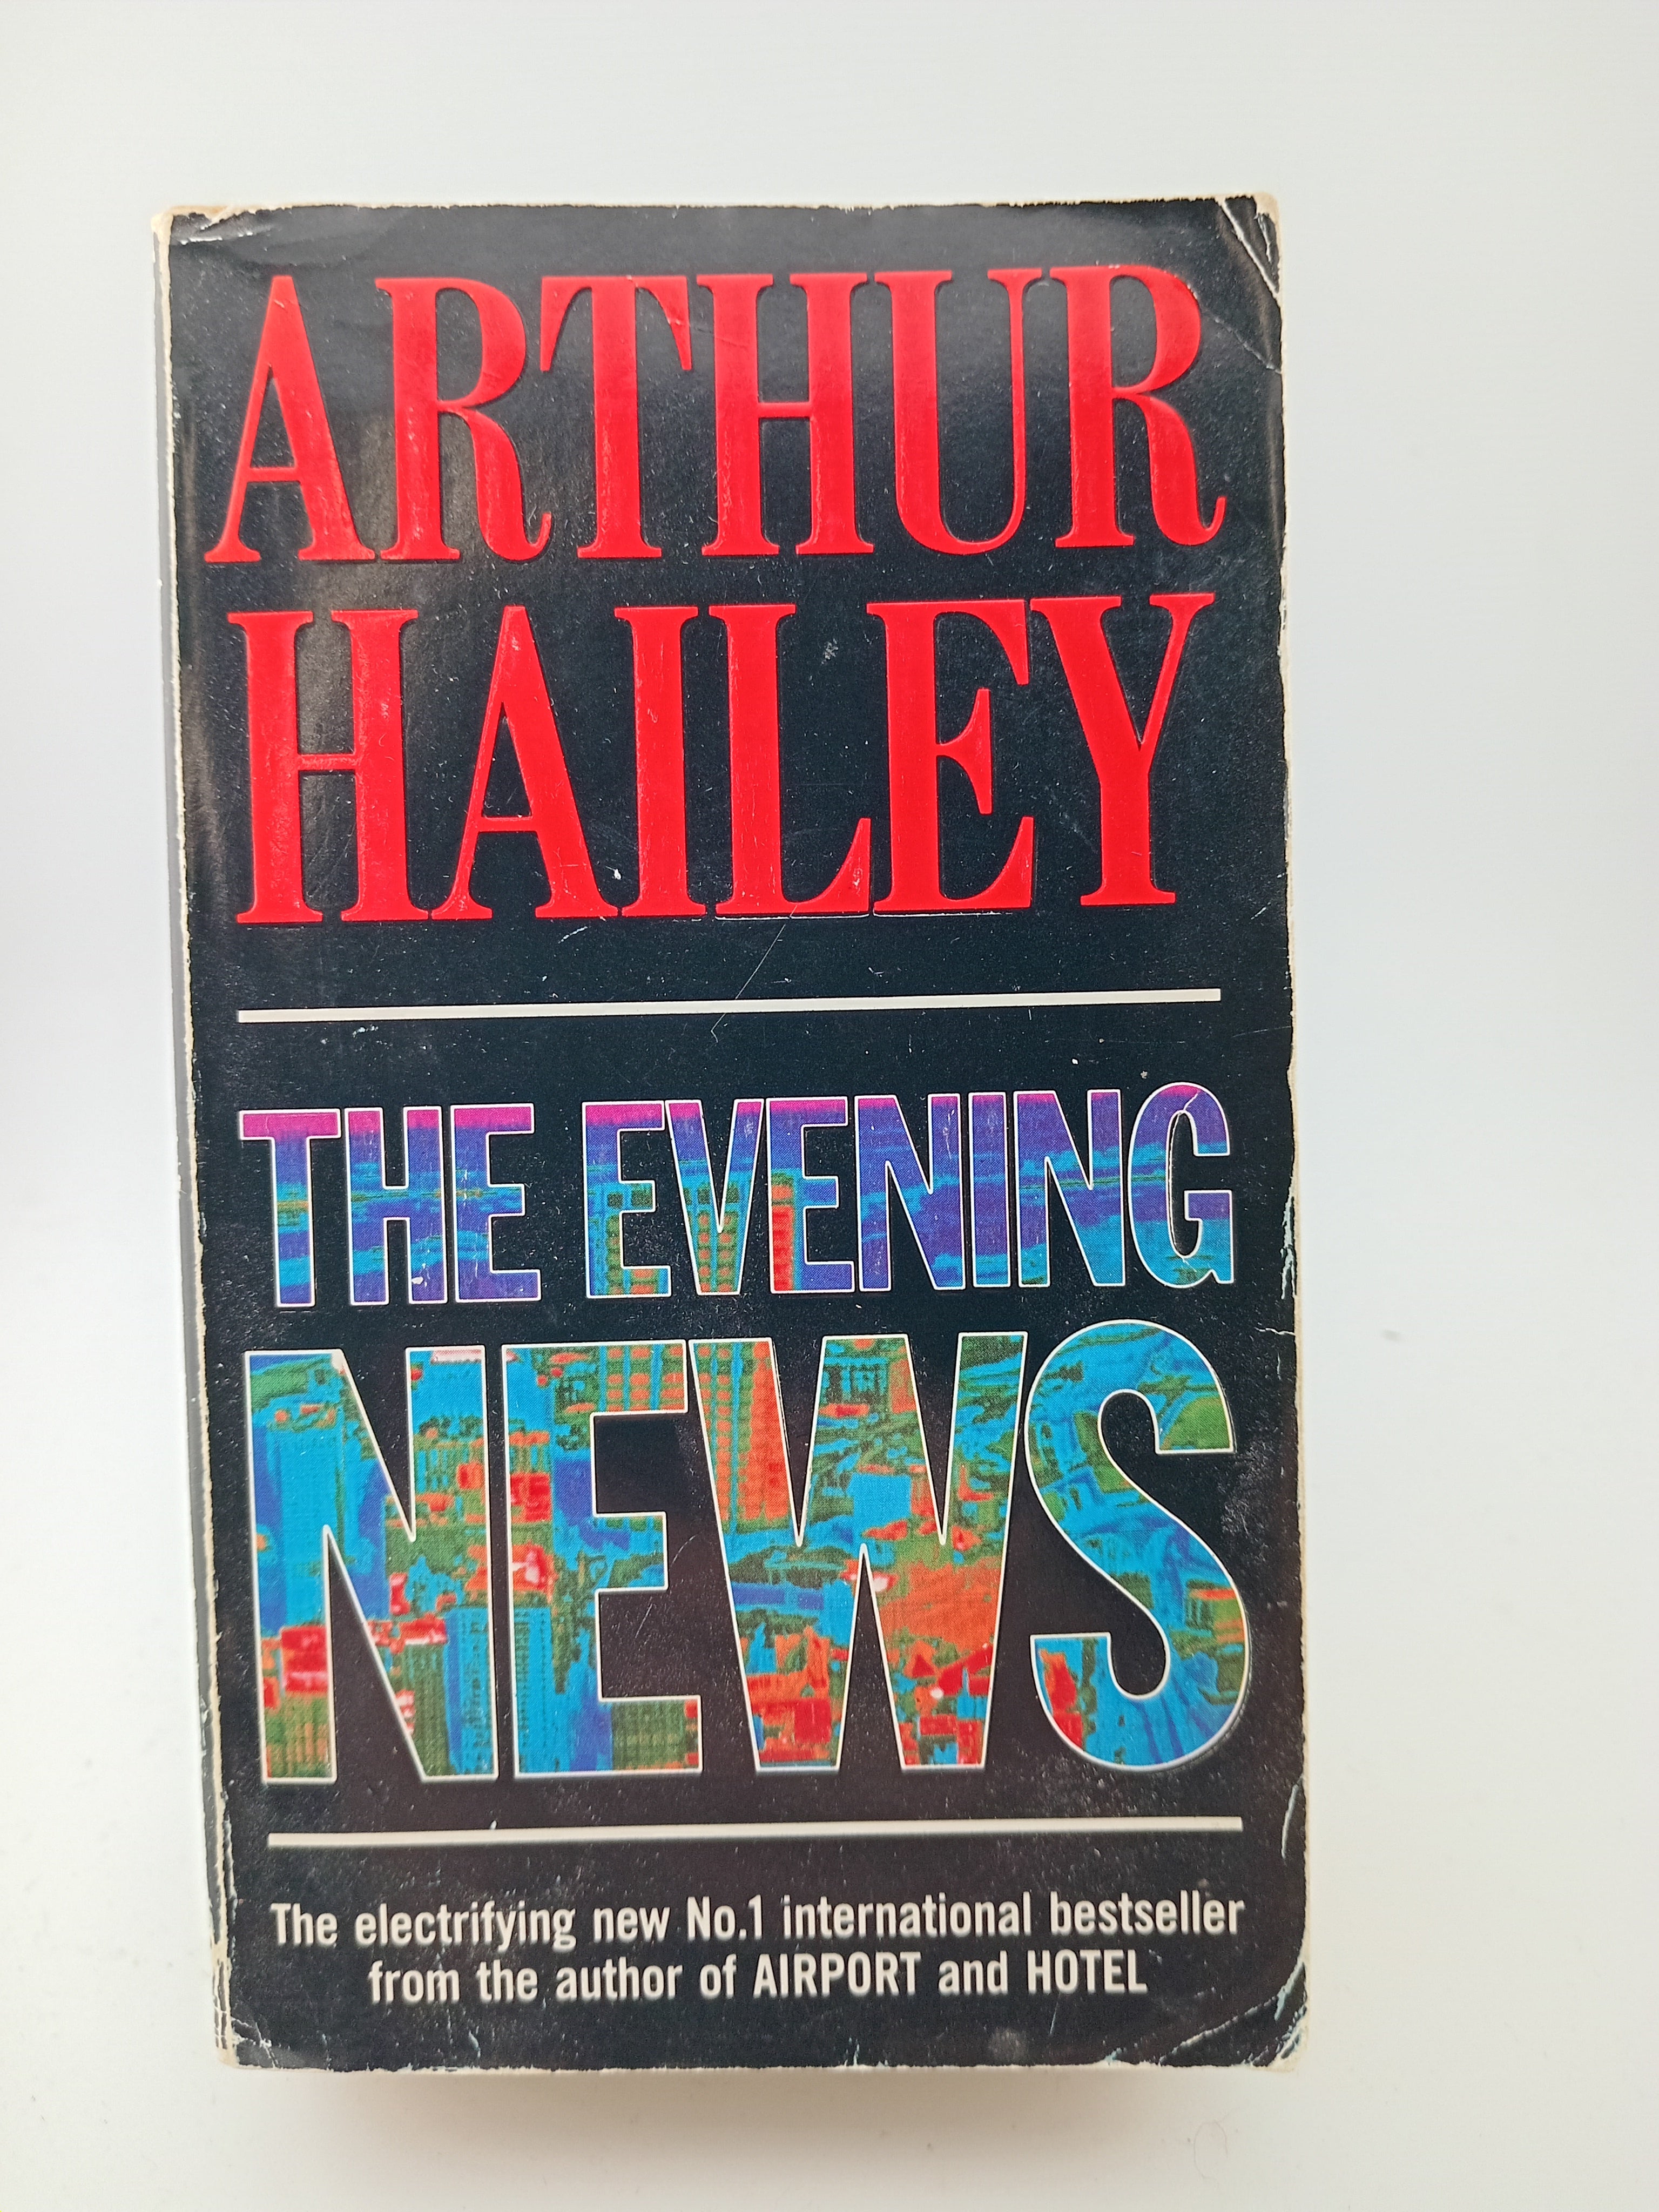 ARTHUR
HAILEY
THE EVENING
NEWS
The electrifying new No.1 international bestseller
from the author of AIRPORT and HOTEL